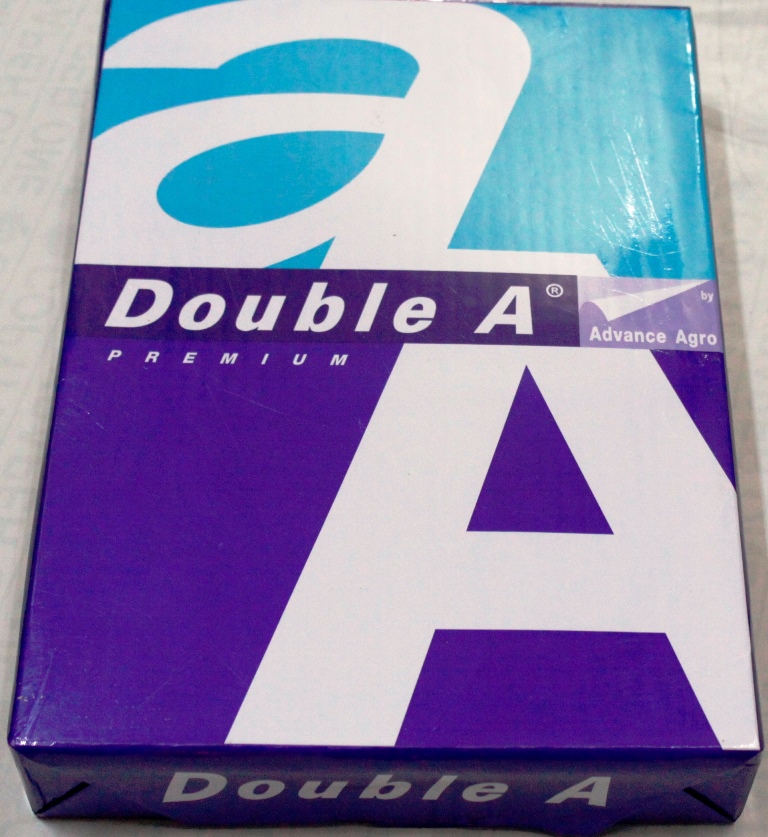 a
Double A®
by
Advance Agro
PREMIUM
A
Double A